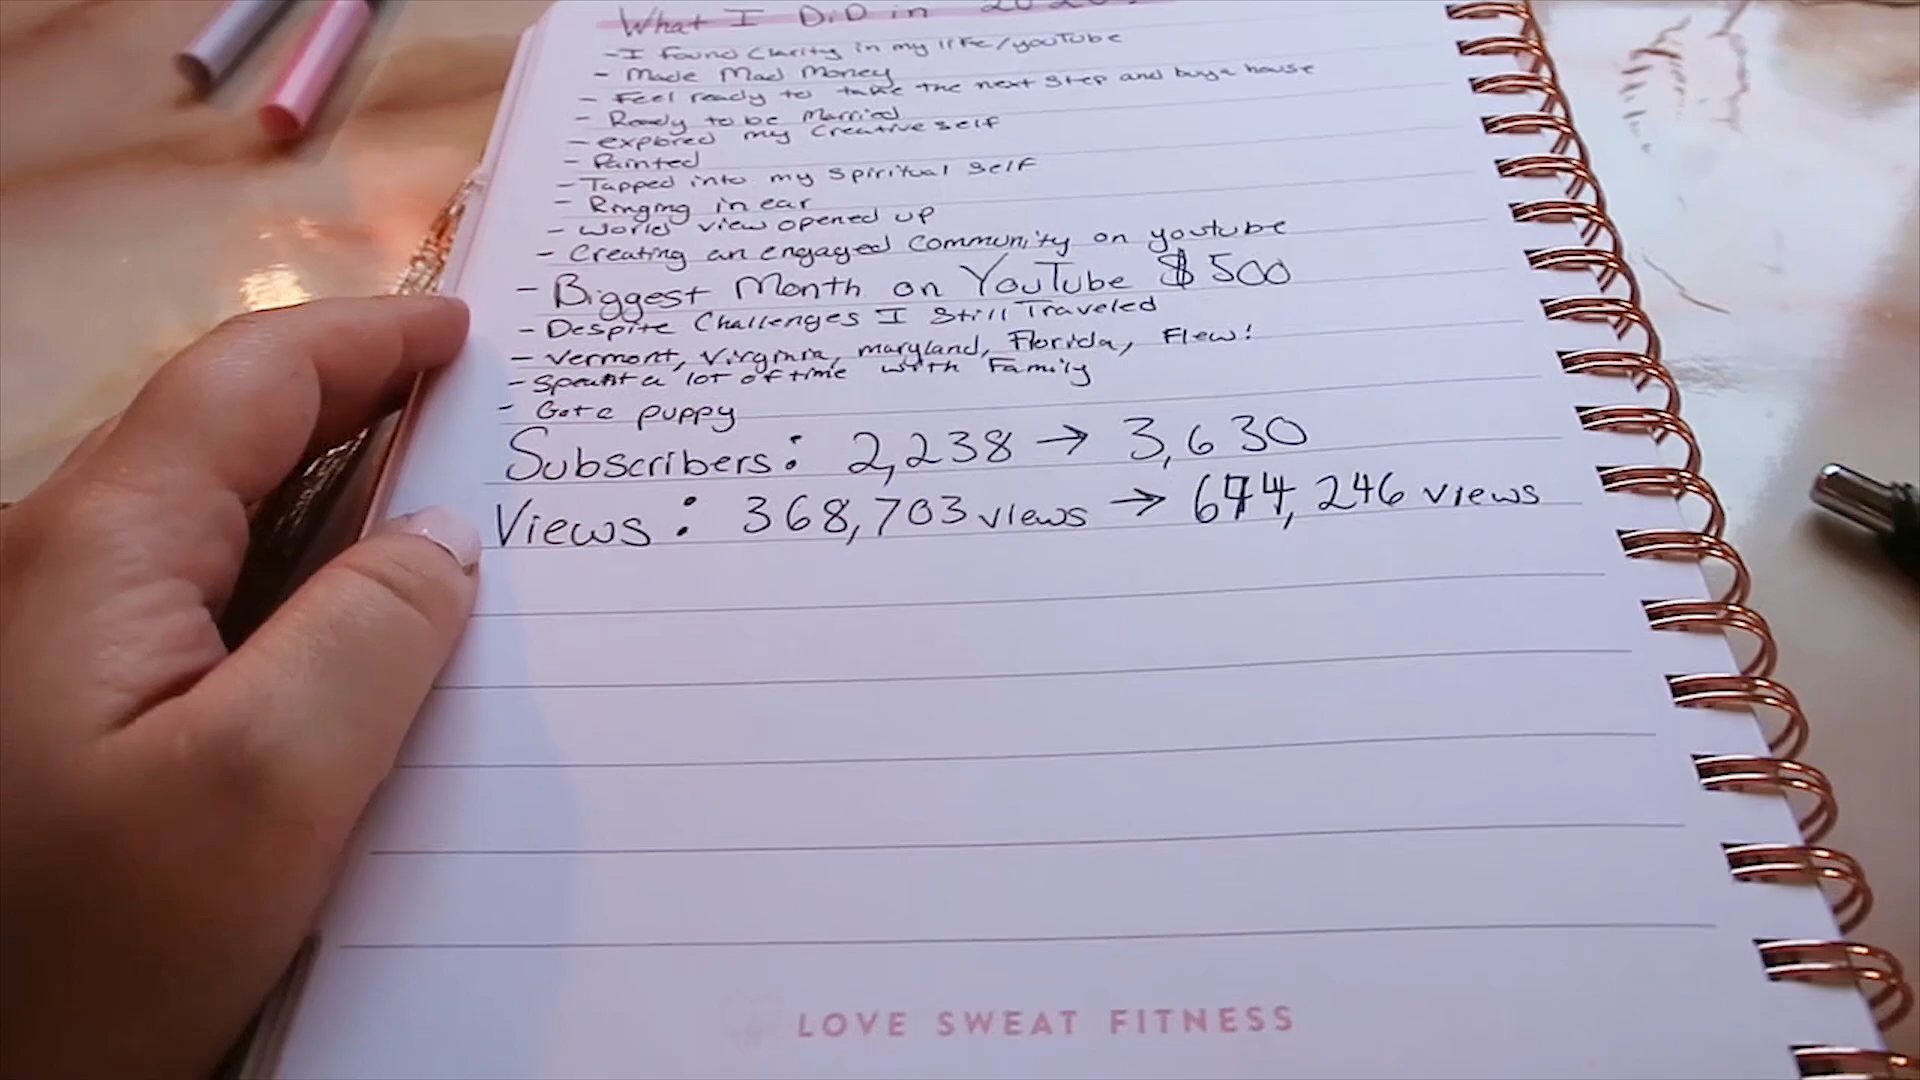 What I DiD in 2020:
- I found Clarity in my life/youTube
- Made Mad Money
- Feel ready to take the next step and buy a house
- Ready to be Married
- explored my Creative self
- Painted
- Tapped into my spiritual self
- Ringing in ear
- World view opened up
- Creating an engaged Community on youtube
- Biggest Month on YouTube $500
- Despite Challenges I Still Traveled
- Vermont, Virginia, maryland, Florida, Flew!
- Spent a lot of time with Family
- Got a puppy
Subscribers: 2,238 → 3,630
Views: 368,703 views → 674,246 views
LOVE SWEAT FITNESS